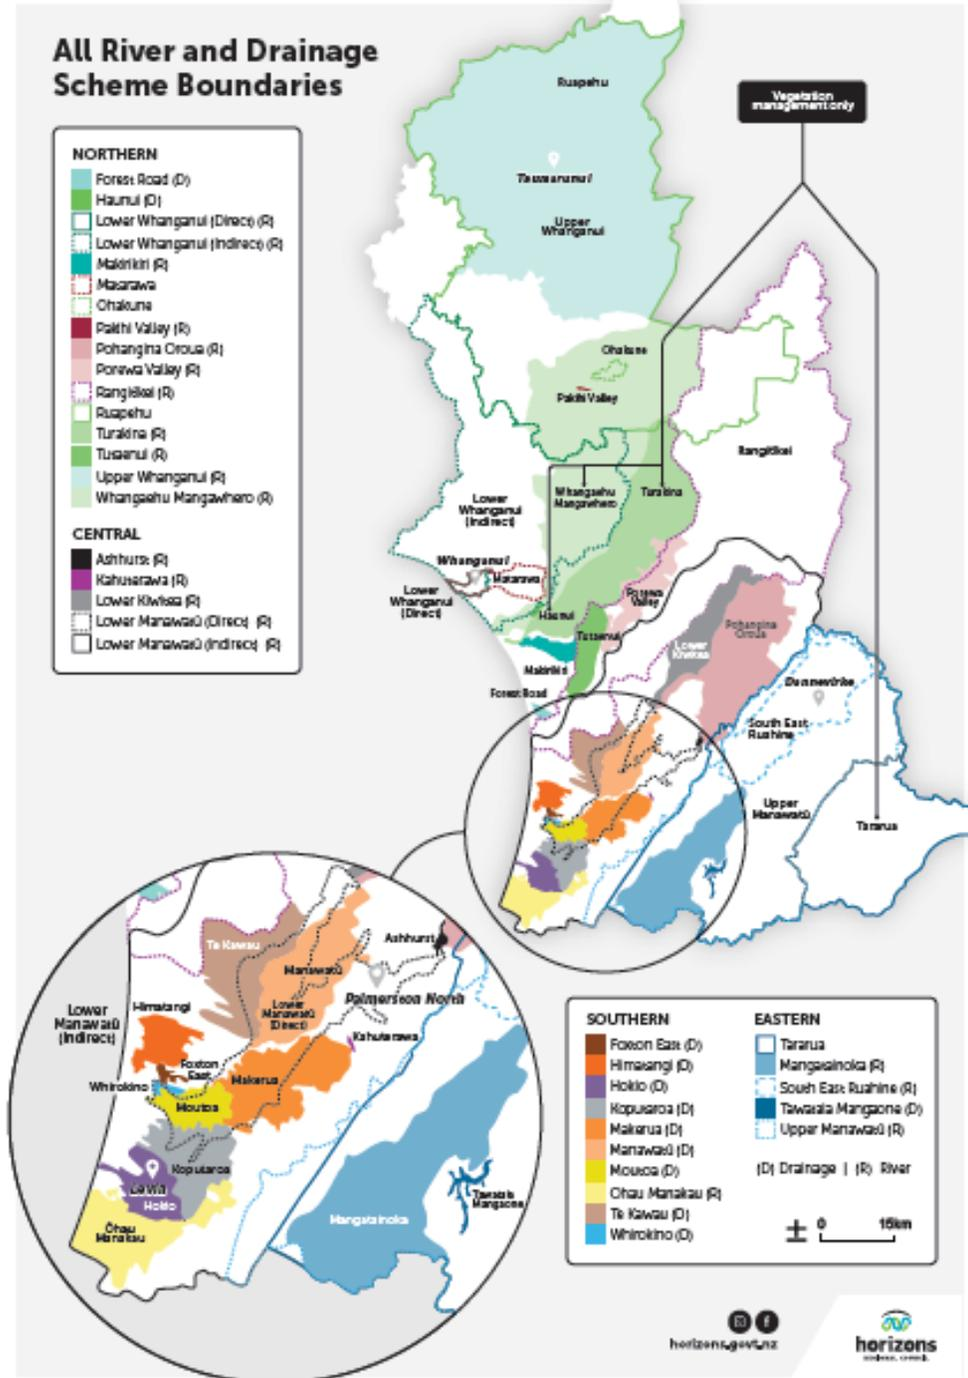 All River and Drainage
Scheme Boundaries
NORTHERN
Forest Road (D)
Haunui (D)
Lower Whanganui (Direct) (R)
Lower Whanganui (Indirect) (R)
Makirikiri (R)
Matarawa
Ohakune
Pakihi Valley (R)
Pohangina Oroua (R)
Porewa Valley (R)
Rangitīkei (R)
Ruapehu
Turakina (R)
Tutaenui (R)
Upper Whanganui (R)
Whangaehu Mangawhero (R)
CENTRAL
Ashhurst (R)
Kahuterawa (R)
Lower Kiwitea (R)
Lower Manawatū (Direct) (R)
Lower Manawatū (Indirect) (R)
Vegetation
management only
Ruapehu
Taumarunui
Upper
Whanganui
Ohakune
Pakihi Valley
Rangitīkei
Lower
Whanganui
(Indirect)
Whangaehu
Mangawhero
Turakina
Whanganui
Matarawa
Lower
Whanganui
(Direct)
Haunui
Porewa
Valley
Tutaenui
Makirikiri
Forest Road
Lower
Kiwitea
Pohangina
Oroua
Dannevirke
South East
Ruahine
Upper
Manawatū
Tararua
Te Kawau
Ashhurst
Manawatū
Himatangi
Lower
Manawatū
(Direct)
Palmerston North
Lower
Manawatū
(Indirect)
Kahuterawa
Foxton
East
Whirokino
Makerua
Moutoa
Koputaroa
Levin
Hokio
Ōhau
Manakau
Mangatainoka
Tawataia
Mangaone
SOUTHERN
Foxton East (D)
Himatangi (D)
Hokio (D)
Koputaroa (D)
Makerua (D)
Manawatū (D)
Moutoa (D)
Ohau Manakau (R)
Te Kawau (D)
Whirokino (D)
EASTERN
Tararua
Mangatainoka (R)
South East Ruahine (R)
Tawataia Mangaone (D)
Upper Manawatū (R)
(D) Drainage | (R) River
0 15km
horizons.govt.nz
horizons
REGIONAL COUNCIL